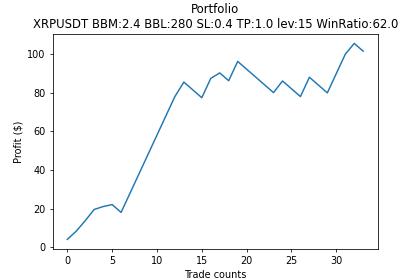 Portfolio
XRPUSDT BBM:2.4 BBL:280 SL:0.4 TP:1.0 lev:15 WinRatio:62.0
100
80
60
40
20
0
Profit ($)
0 5 10 15 20 25 30
Trade counts